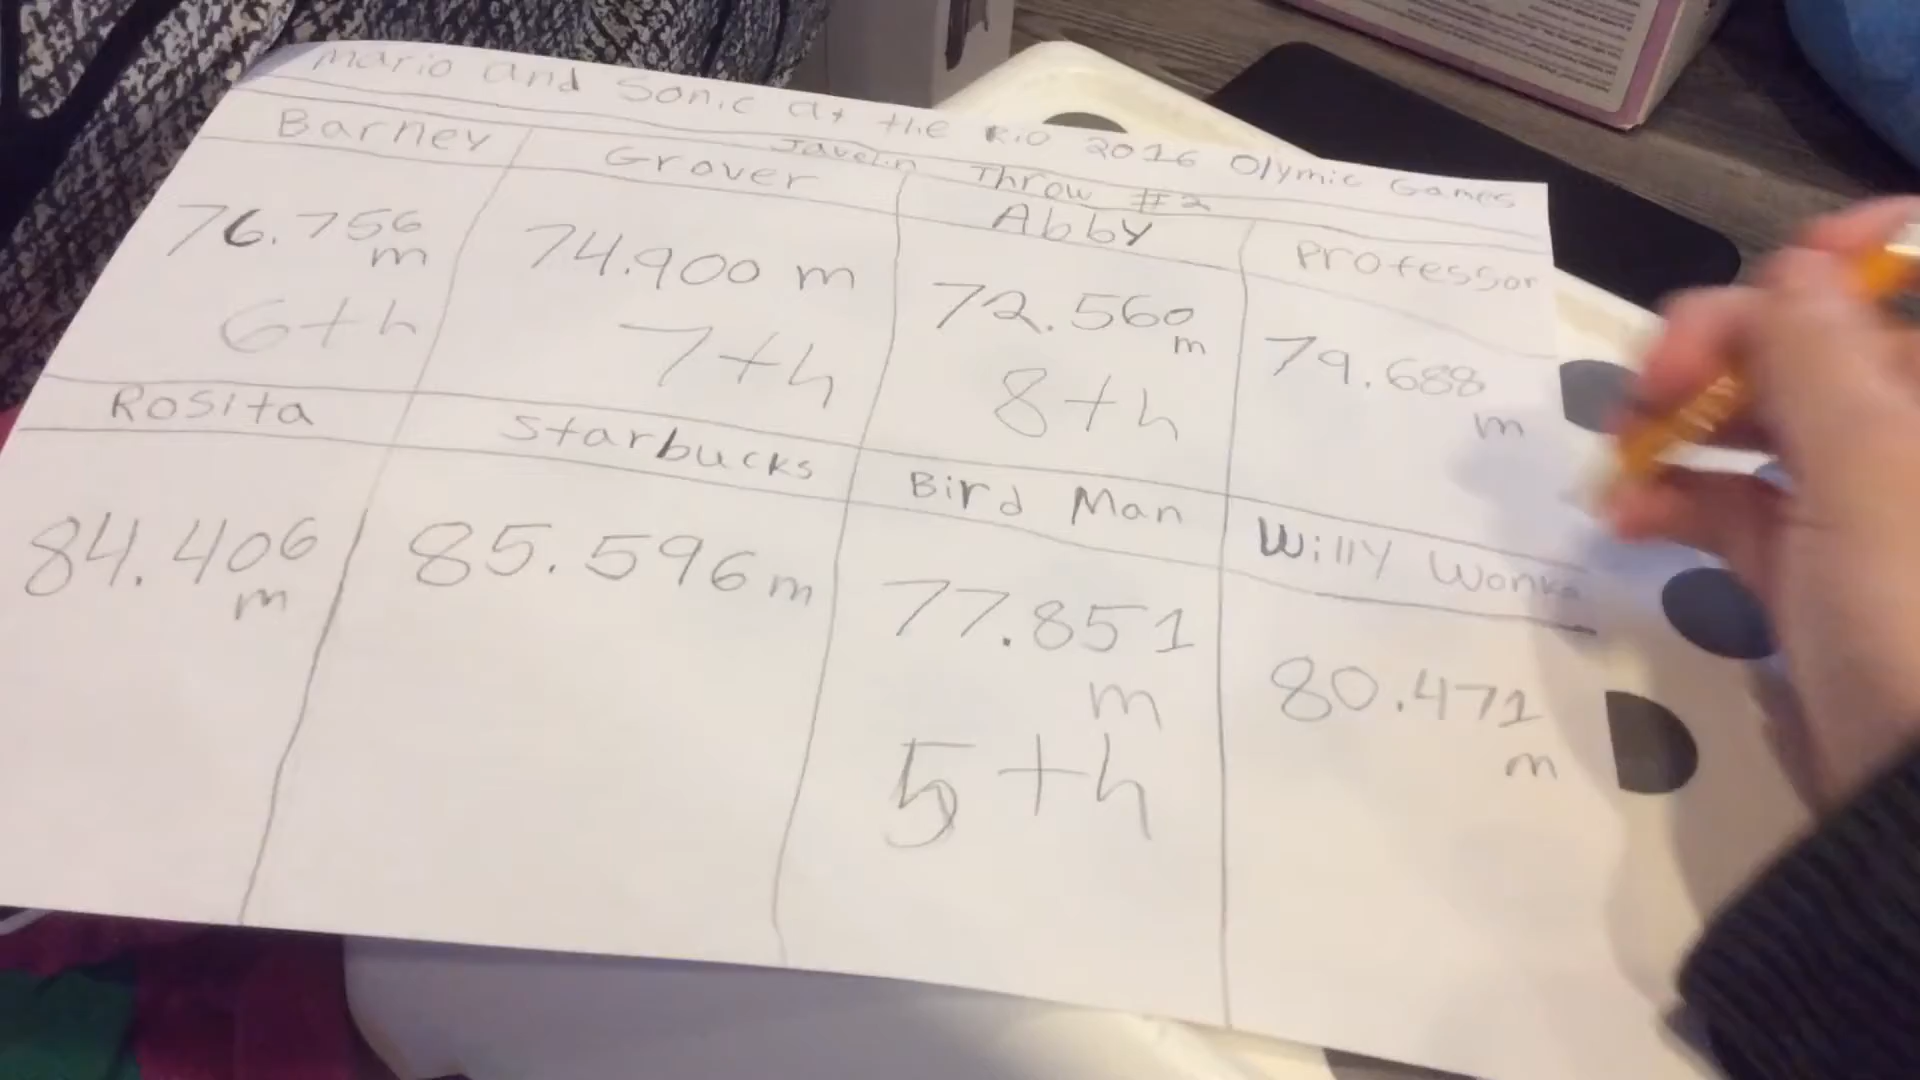 Mario and Sonic at the Rio 2016 Olymic Games
Javelin Throw #2
Barney
Grover
Abby
Professor
76.756
m
6th
74.900 m
7th
72.560
m
8th
79.688
m
Rosita
Starbucks
Bird Man
Willy Wonka
84.406
m
85.596 m
77.851
m
5th
80.471
m